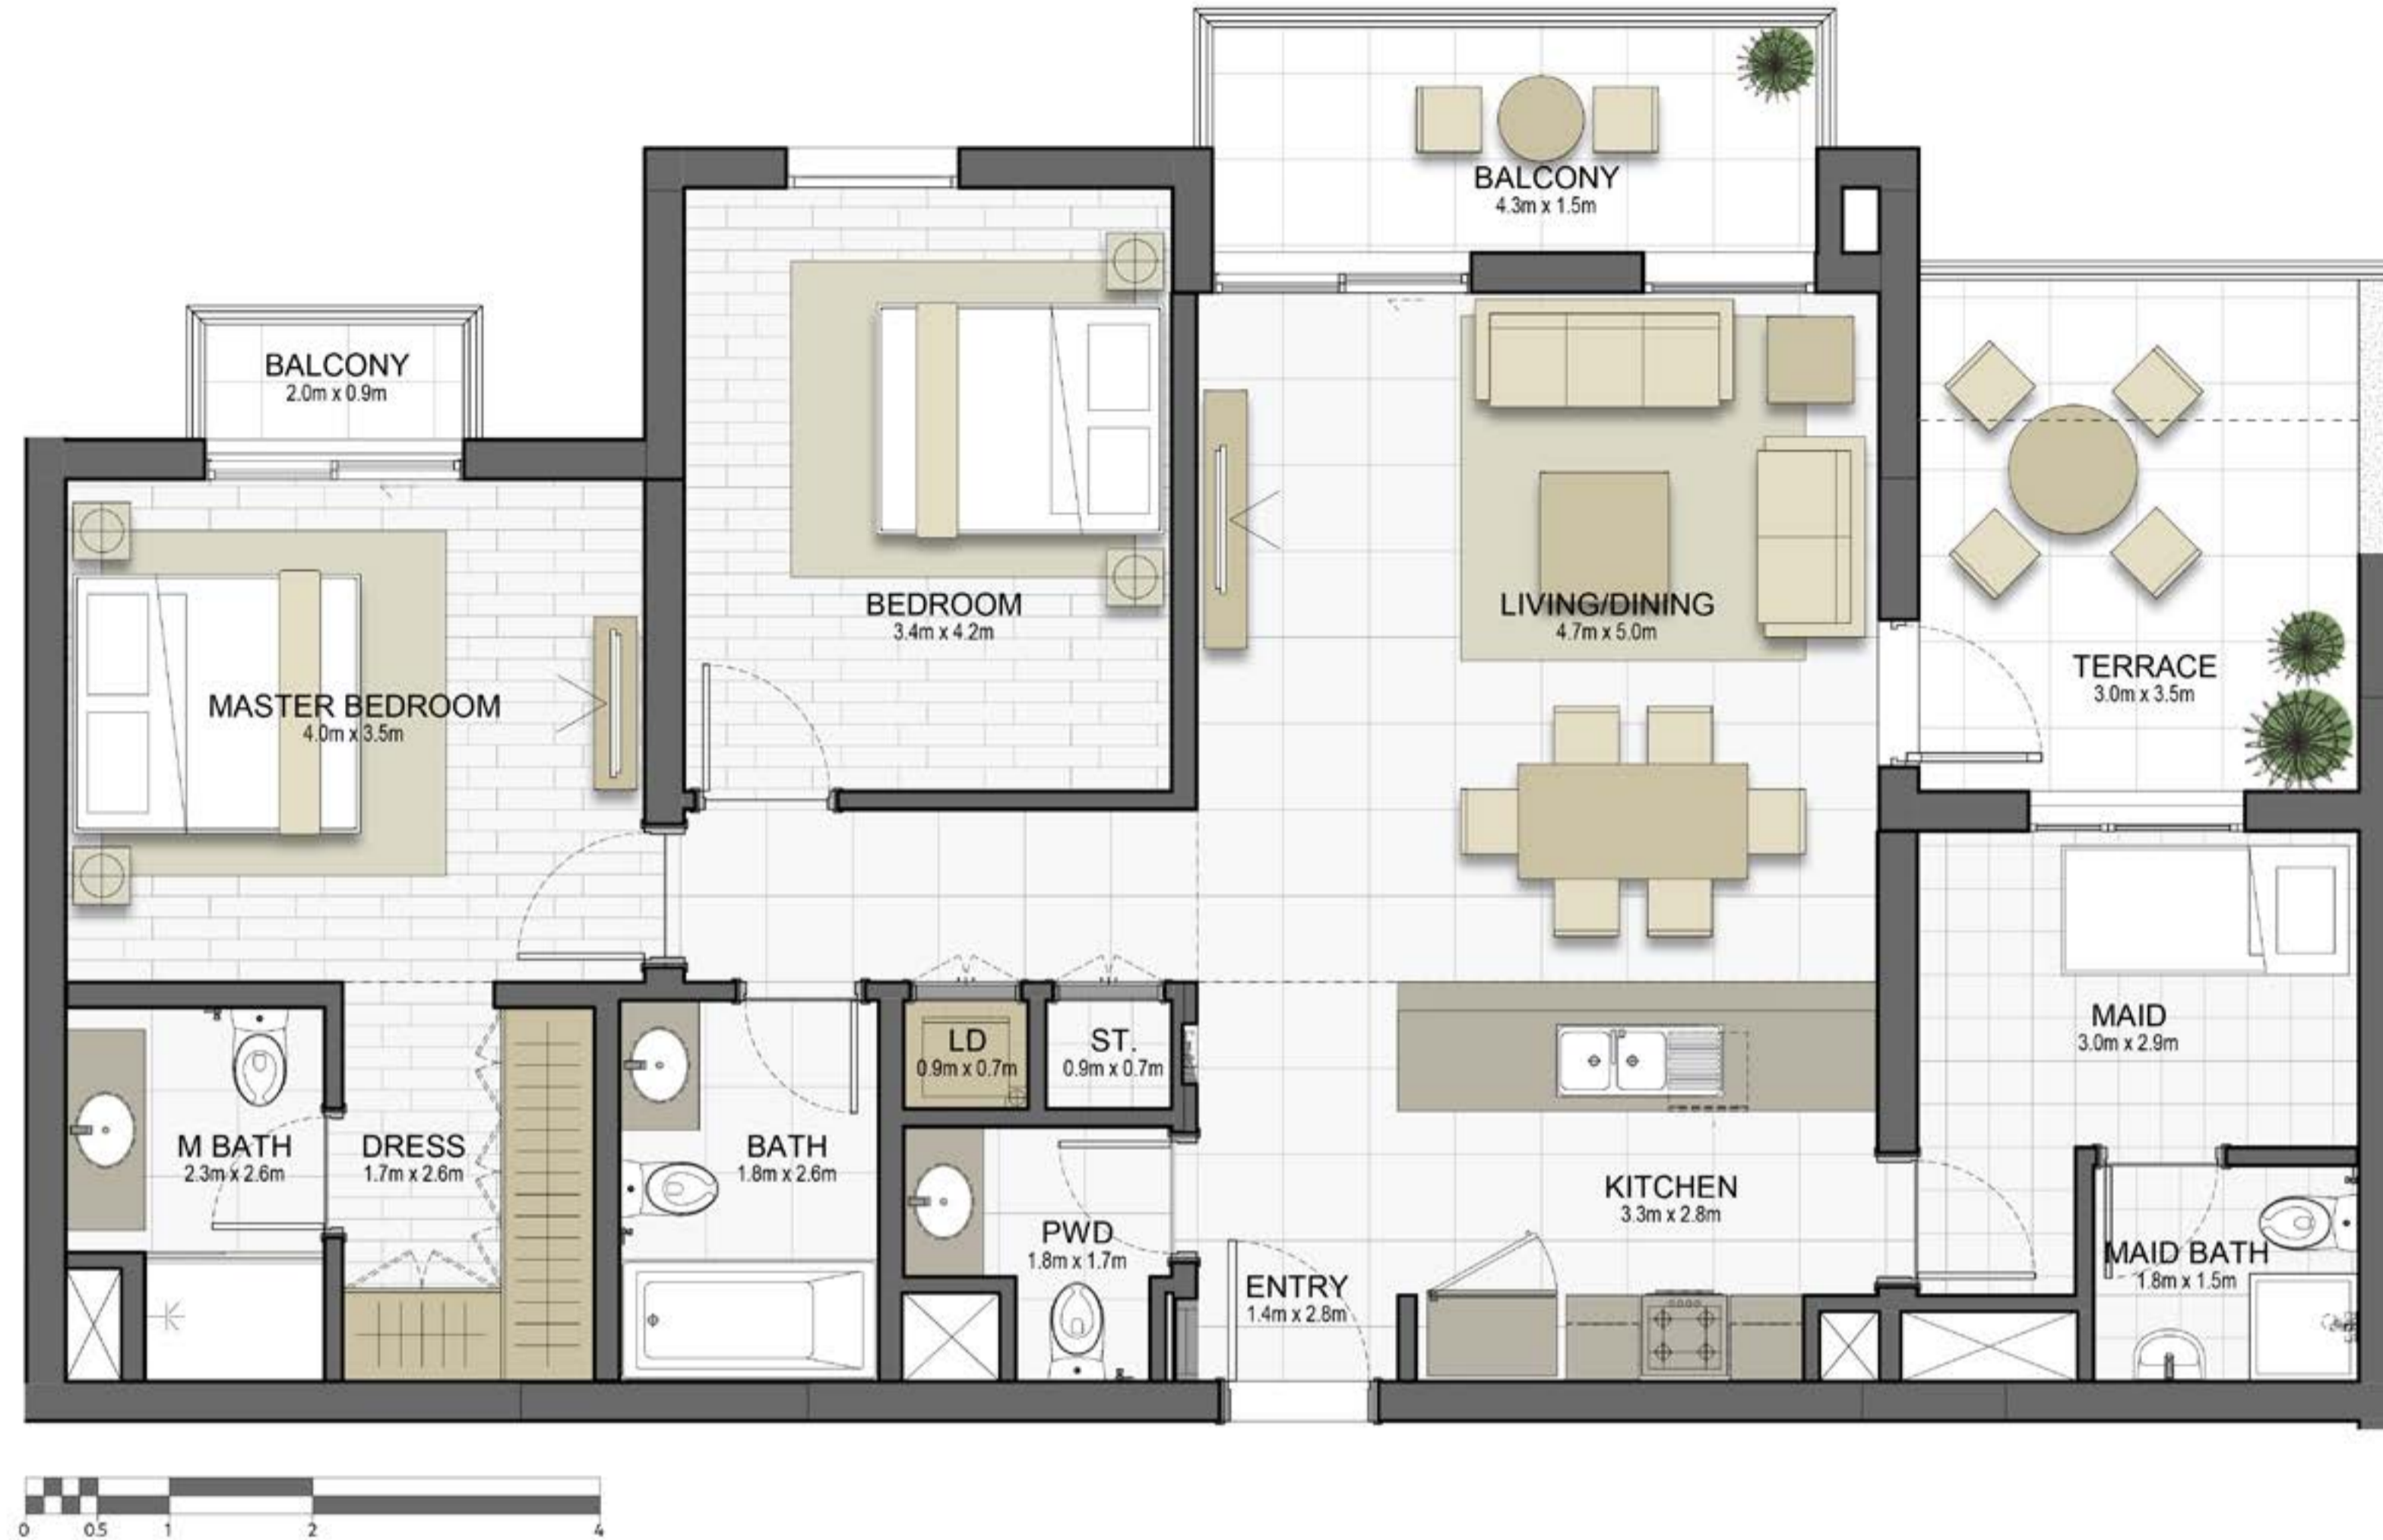 BALCONY
4.3m x 1.5m
BALCONY
2.0m x 0.9m
BEDROOM
3.4m x 4.2m
LIVING/DINING
4.7m x 5.0m
TERRACE
3.0m x 3.5m
MASTER BEDROOM
4.0m x 3.5m
MAID
3.0m x 2.9m
LD
0.9m x 0.7m
ST.
0.9m x 0.7m
M BATH
2.3m x 2.6m
DRESS
1.7m x 2.6m
BATH
1.8m x 2.6m
KITCHEN
3.3m x 2.8m
PWD
1.8m x 1.7m
MAID BATH
1.8m x 1.5m
ENTRY
1.4m x 2.8m
0 0.5 1 2 4